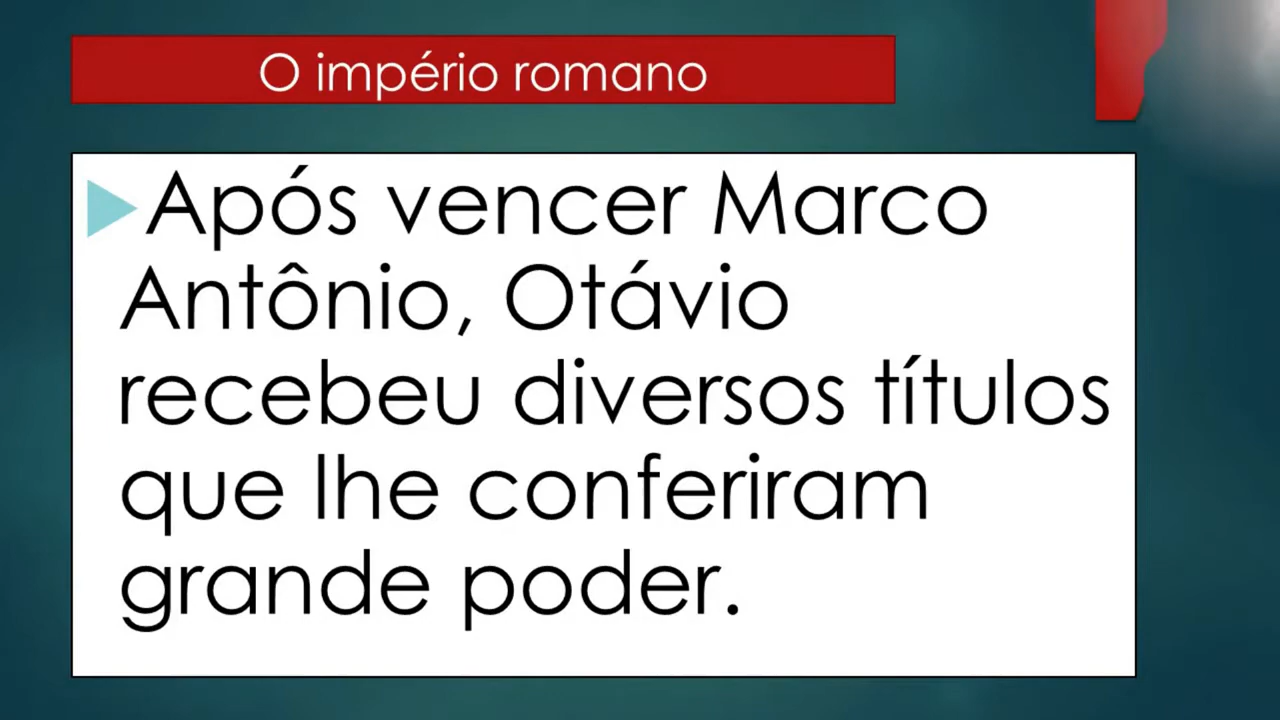 O império romano
Após vencer Marco
Antônio, Otávio
recebeu diversos títulos
que lhe conferiram
grande poder.